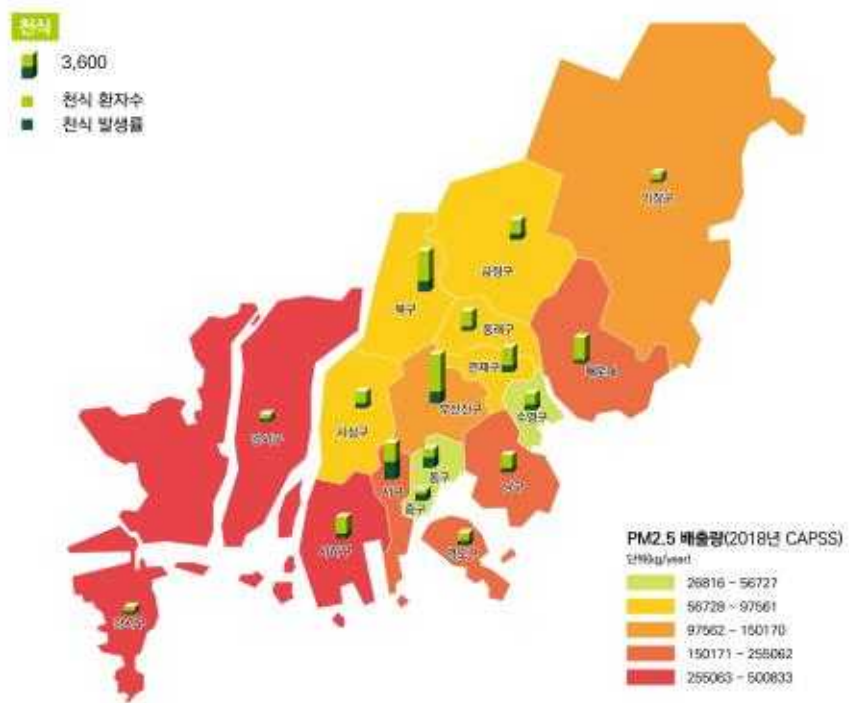 천식
3,600
천식 환자수
천식 발생률
기장구
금정구
북구
동래구
연제구
해운대
부산진구
수영구
사상구
강서구
서구
동구
남구
중구
사하구
영도구
강서구
PM2.5 배출량(2018년 CAPSS)
단위(kg/year)
26816 - 56727
56728 - 97561
97562 - 150170
150171 - 255062
255063 - 500833